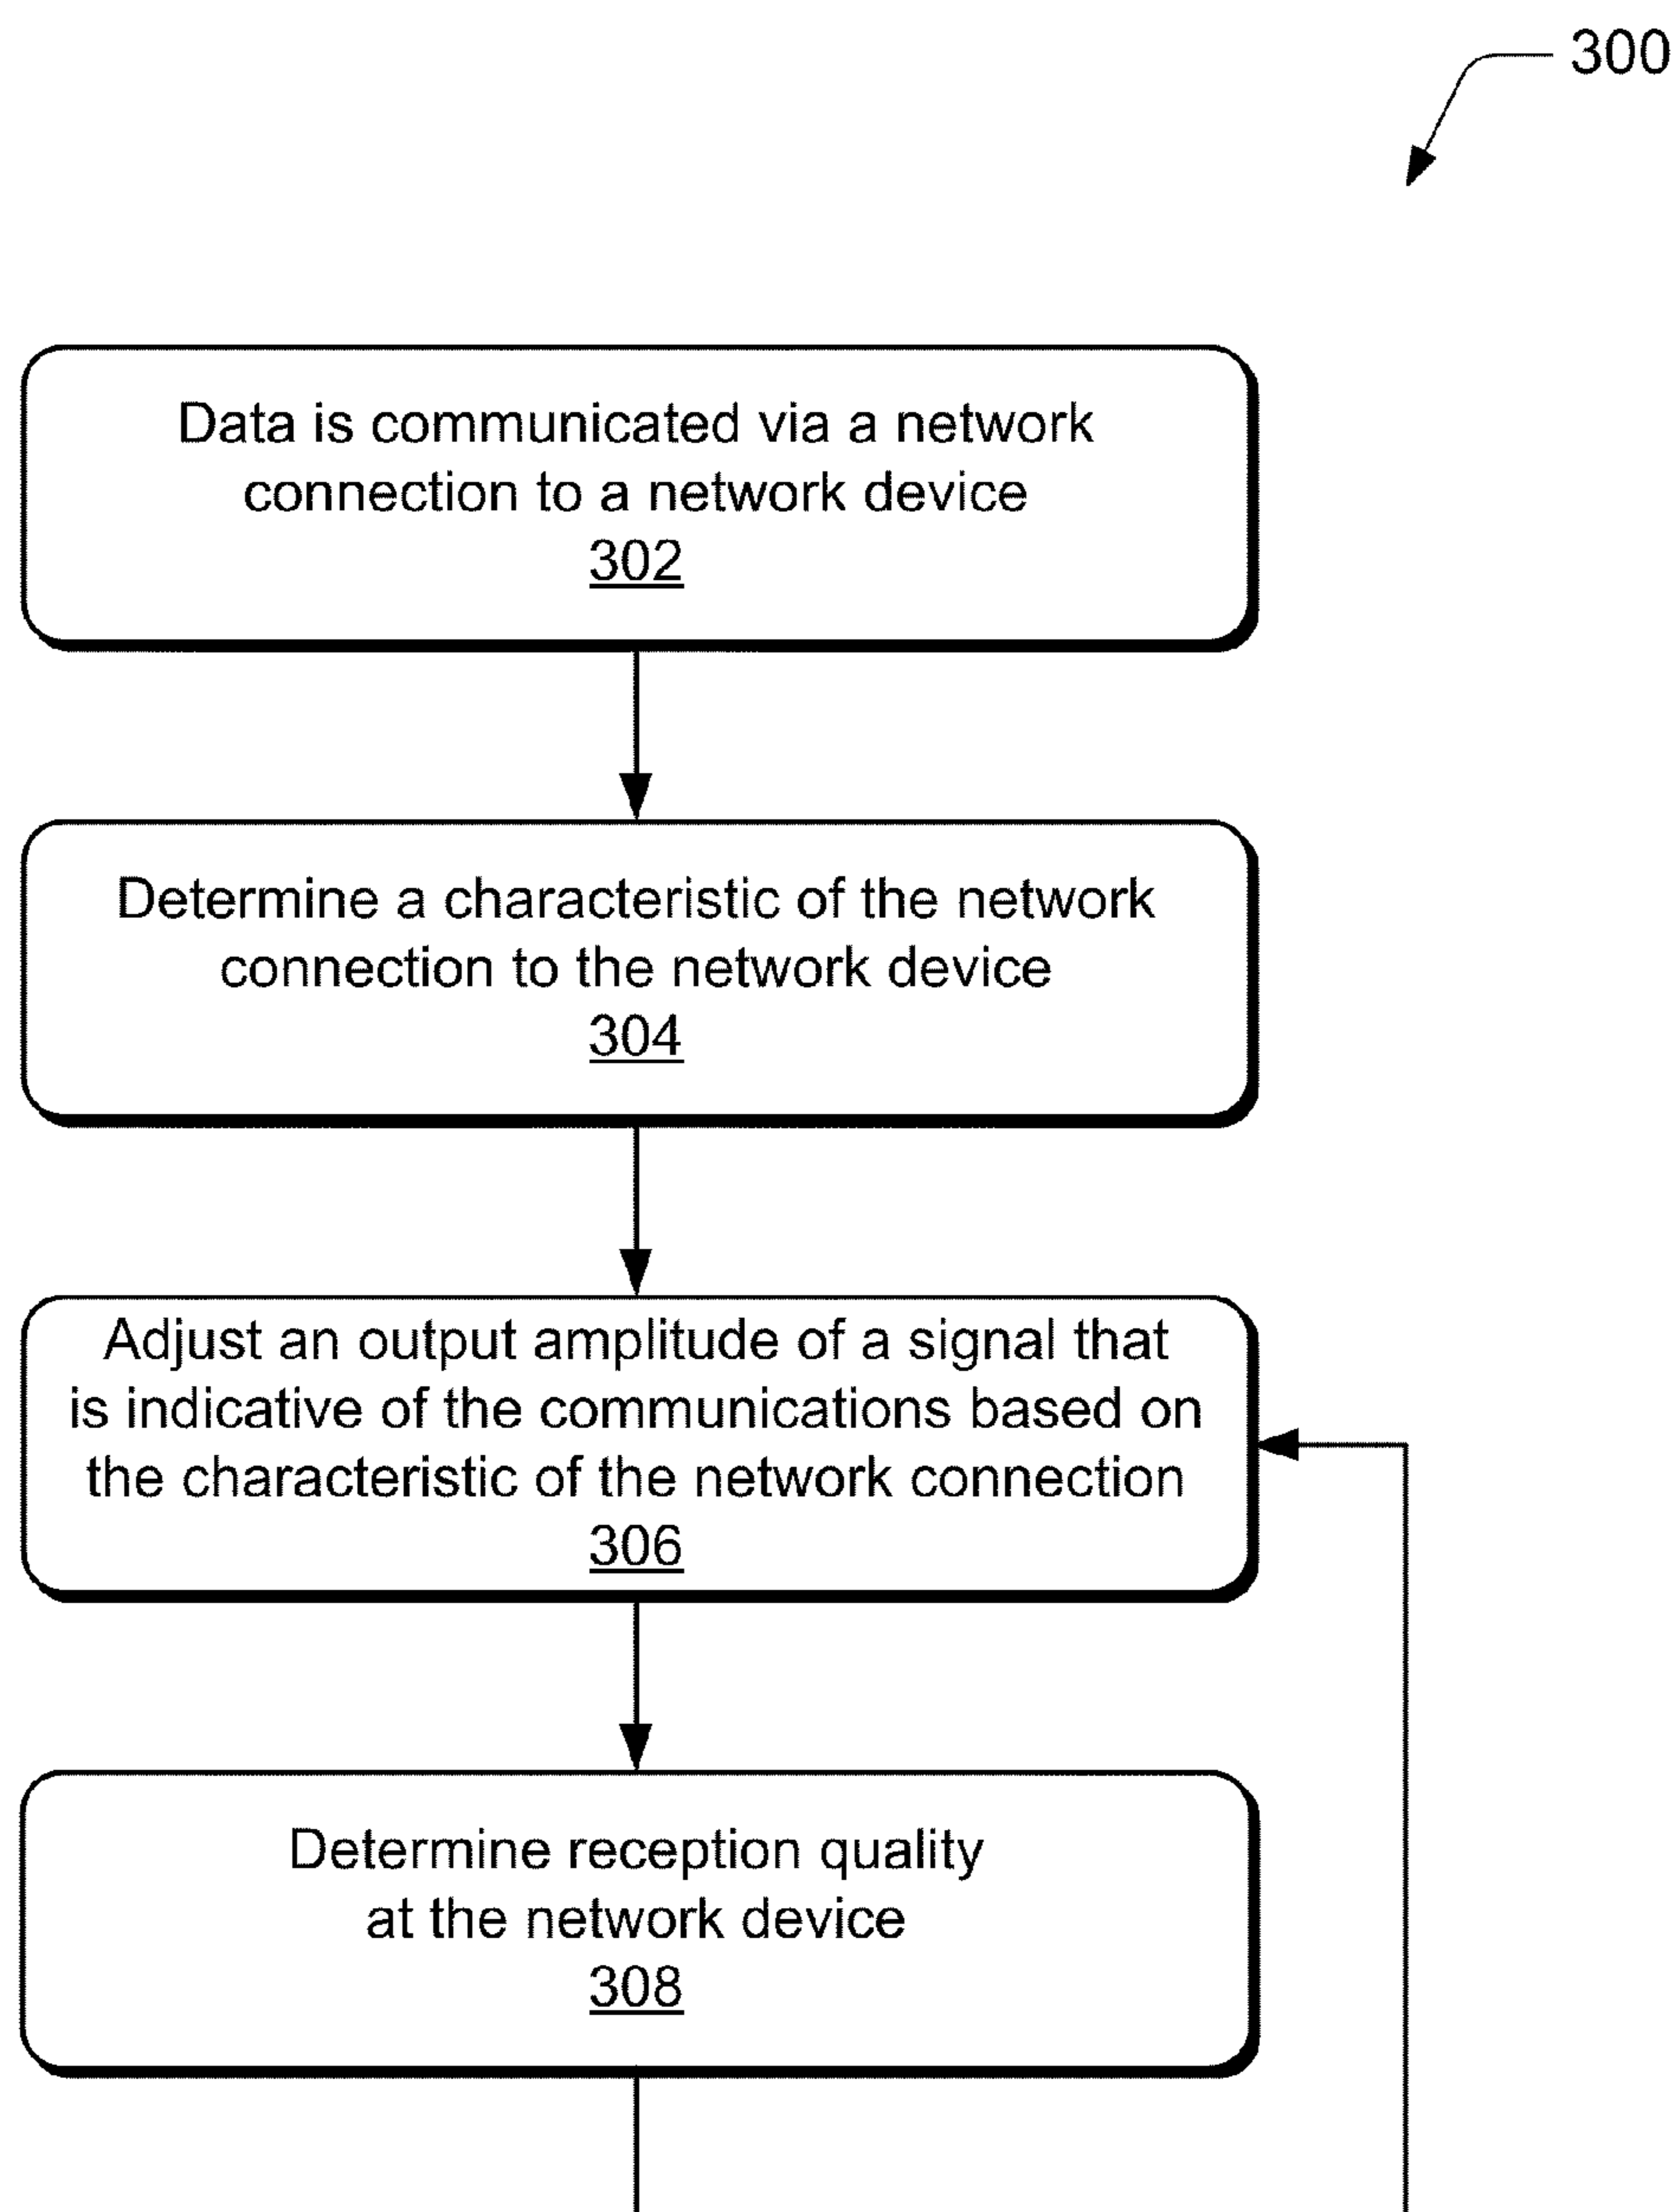 300
Data is communicated via a network
connection to a network device
302
Determine a characteristic of the network
connection to the network device
304
Adjust an output amplitude of a signal that
is indicative of the communications based on
the characteristic of the network connection
306
Determine reception quality
at the network device
308